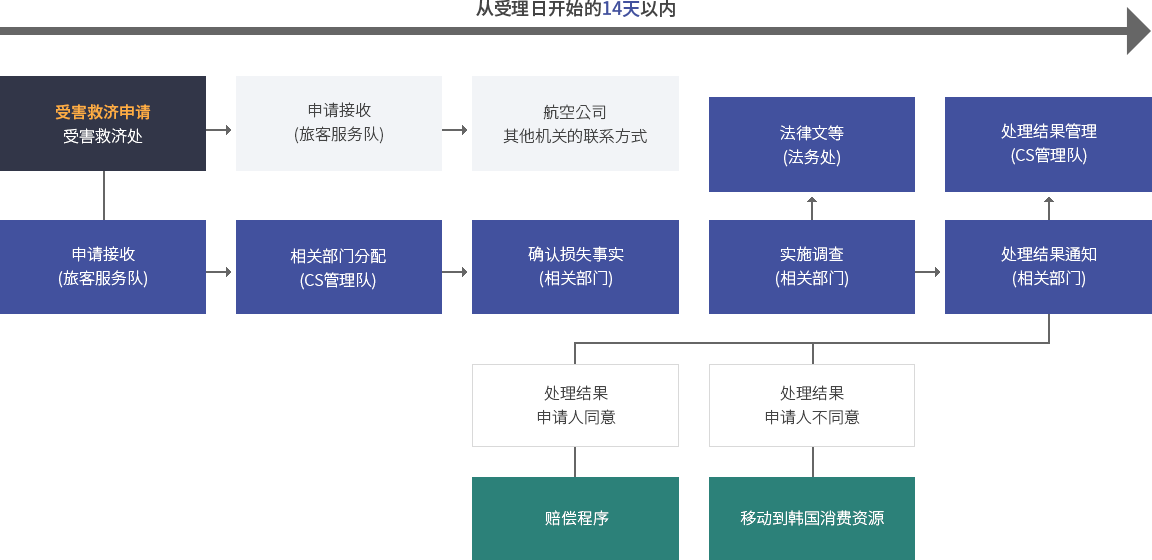 从受理日开始的14天以内
受害救济申请
受害救济处
申请接收
(旅客服务队)
航空公司
其他机关的联系方式
法律文等
(法务处)
处理结果管理
(CS管理队)
申请接收
(旅客服务队)
相关部门分配
(CS管理队)
确认损失事实
(相关部门)
实施调查
(相关部门)
处理结果通知
(相关部门)
处理结果
申请人同意
处理结果
申请人不同意
赔偿程序
移动到韩国消费资源